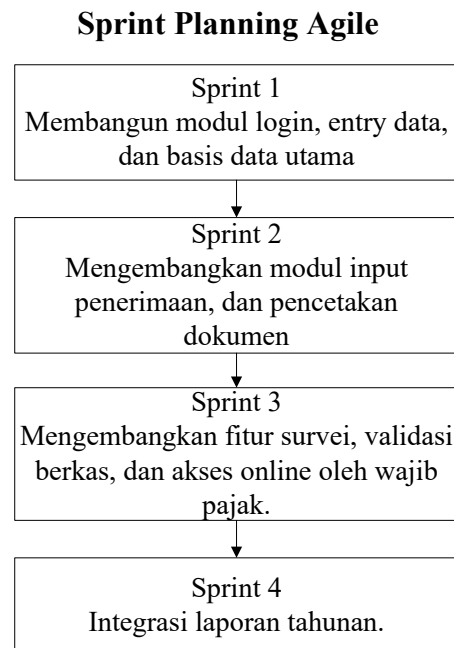 Sprint Planning Agile
Sprint 1
Membangun modul login, entry data,
dan basis data utama
Sprint 2
Mengembangkan modul input
penerimaan, dan pencetakan
dokumen
Sprint 3
Mengembangkan fitur survei, validasi
berkas, dan akses online oleh wajib
pajak.
Sprint 4
Integrasi laporan tahunan.